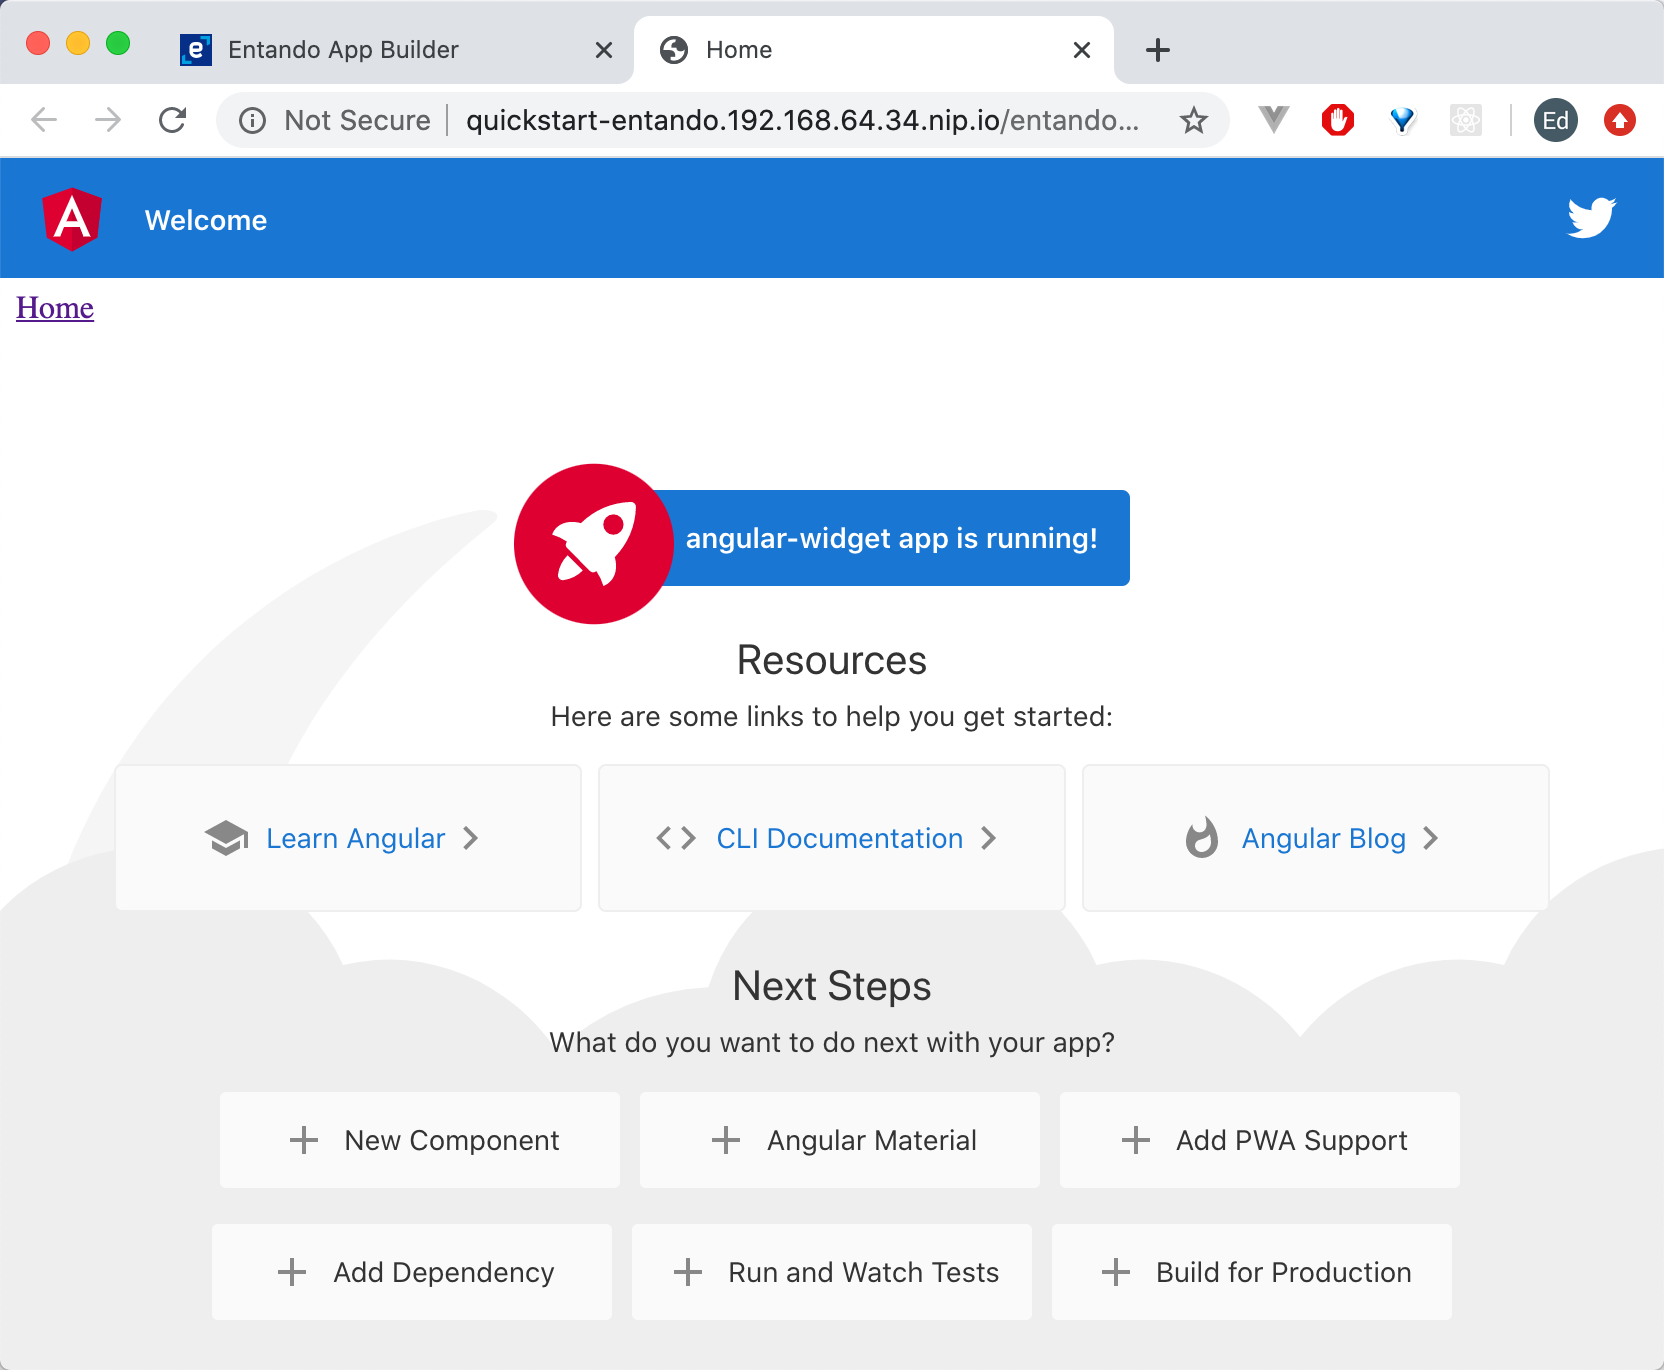 Entando App Builder
Home
Not Secure
quickstart-entando.192.168.64.34.nip.io/entando...
Ed
Welcome
Home
angular-widget app is running!
Resources
Here are some links to help you get started:
Learn Angular
CLI Documentation
Angular Blog
Next Steps
What do you want to do next with your app?
New Component
Angular Material
Add PWA Support
Add Dependency
Run and Watch Tests
Build for Production